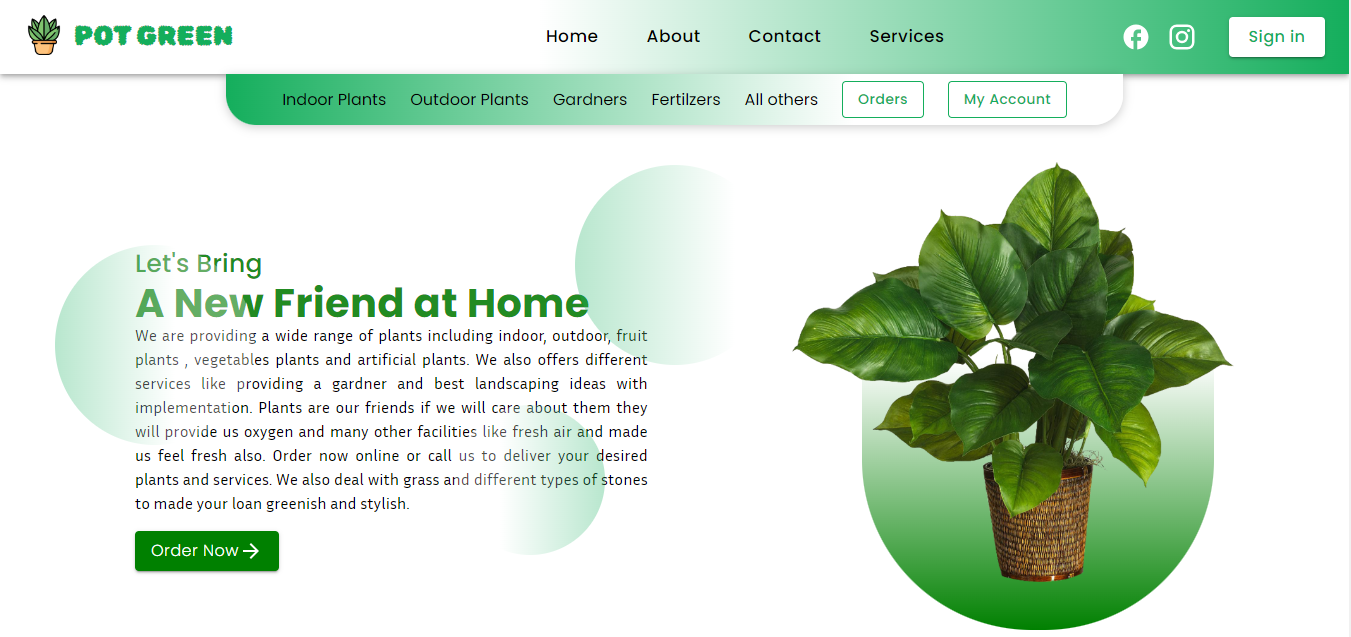 POT GREEN
Home About Contact Services
Sign in
Indoor Plants Outdoor Plants Gardners Fertilzers All others Orders My Account
Let's Bring
A New Friend at Home
We are providing a wide range of plants including indoor, outdoor, fruit
plants , vegetables plants and artificial plants. We also offers different
services like providing a gardner and best landscaping ideas with
implementation. Plants are our friends if we will care about them they
will provide us oxygen and many other facilities like fresh air and made
us feel fresh also. Order now online or call us to deliver your desired
plants and services. We also deal with grass and different types of stones
to made your loan greenish and stylish.
Order Now